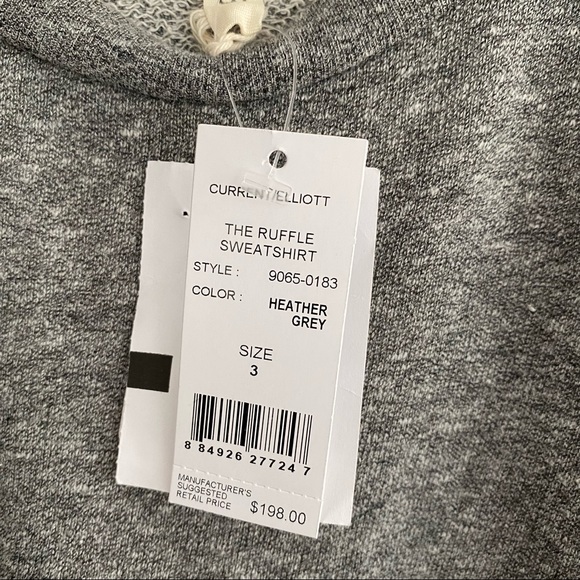 CURRENT/ELLIOTT
THE RUFFLE
SWEATSHIRT
STYLE : 9065-0183
COLOR : HEATHER
GREY
SIZE
3
8 84926 27724 7
MANUFACTURER'S
SUGGESTED
RETAIL PRICE $198.00